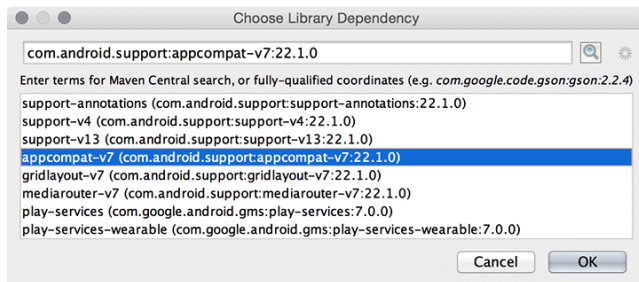 Choose Library Dependency
com.android.support:appcompat-v7:22.1.0
Enter terms for Maven Central search, or fully-qualified coordinates (e.g. com.google.code.gson:gson:2.2.4)
support-annotations (com.android.support:support-annotations:22.1.0)
support-v4 (com.android.support:support-v4:22.1.0)
support-v13 (com.android.support:support-v13:22.1.0)
appcompat-v7 (com.android.support:appcompat-v7:22.1.0)
gridlayout-v7 (com.android.support:gridlayout-v7:22.1.0)
mediarouter-v7 (com.android.support:mediarouter-v7:22.1.0)
play-services (com.google.android.gms:play-services:7.0.0)
play-services-wearable (com.google.android.gms:play-services-wearable:7.0.0)
Cancel OK